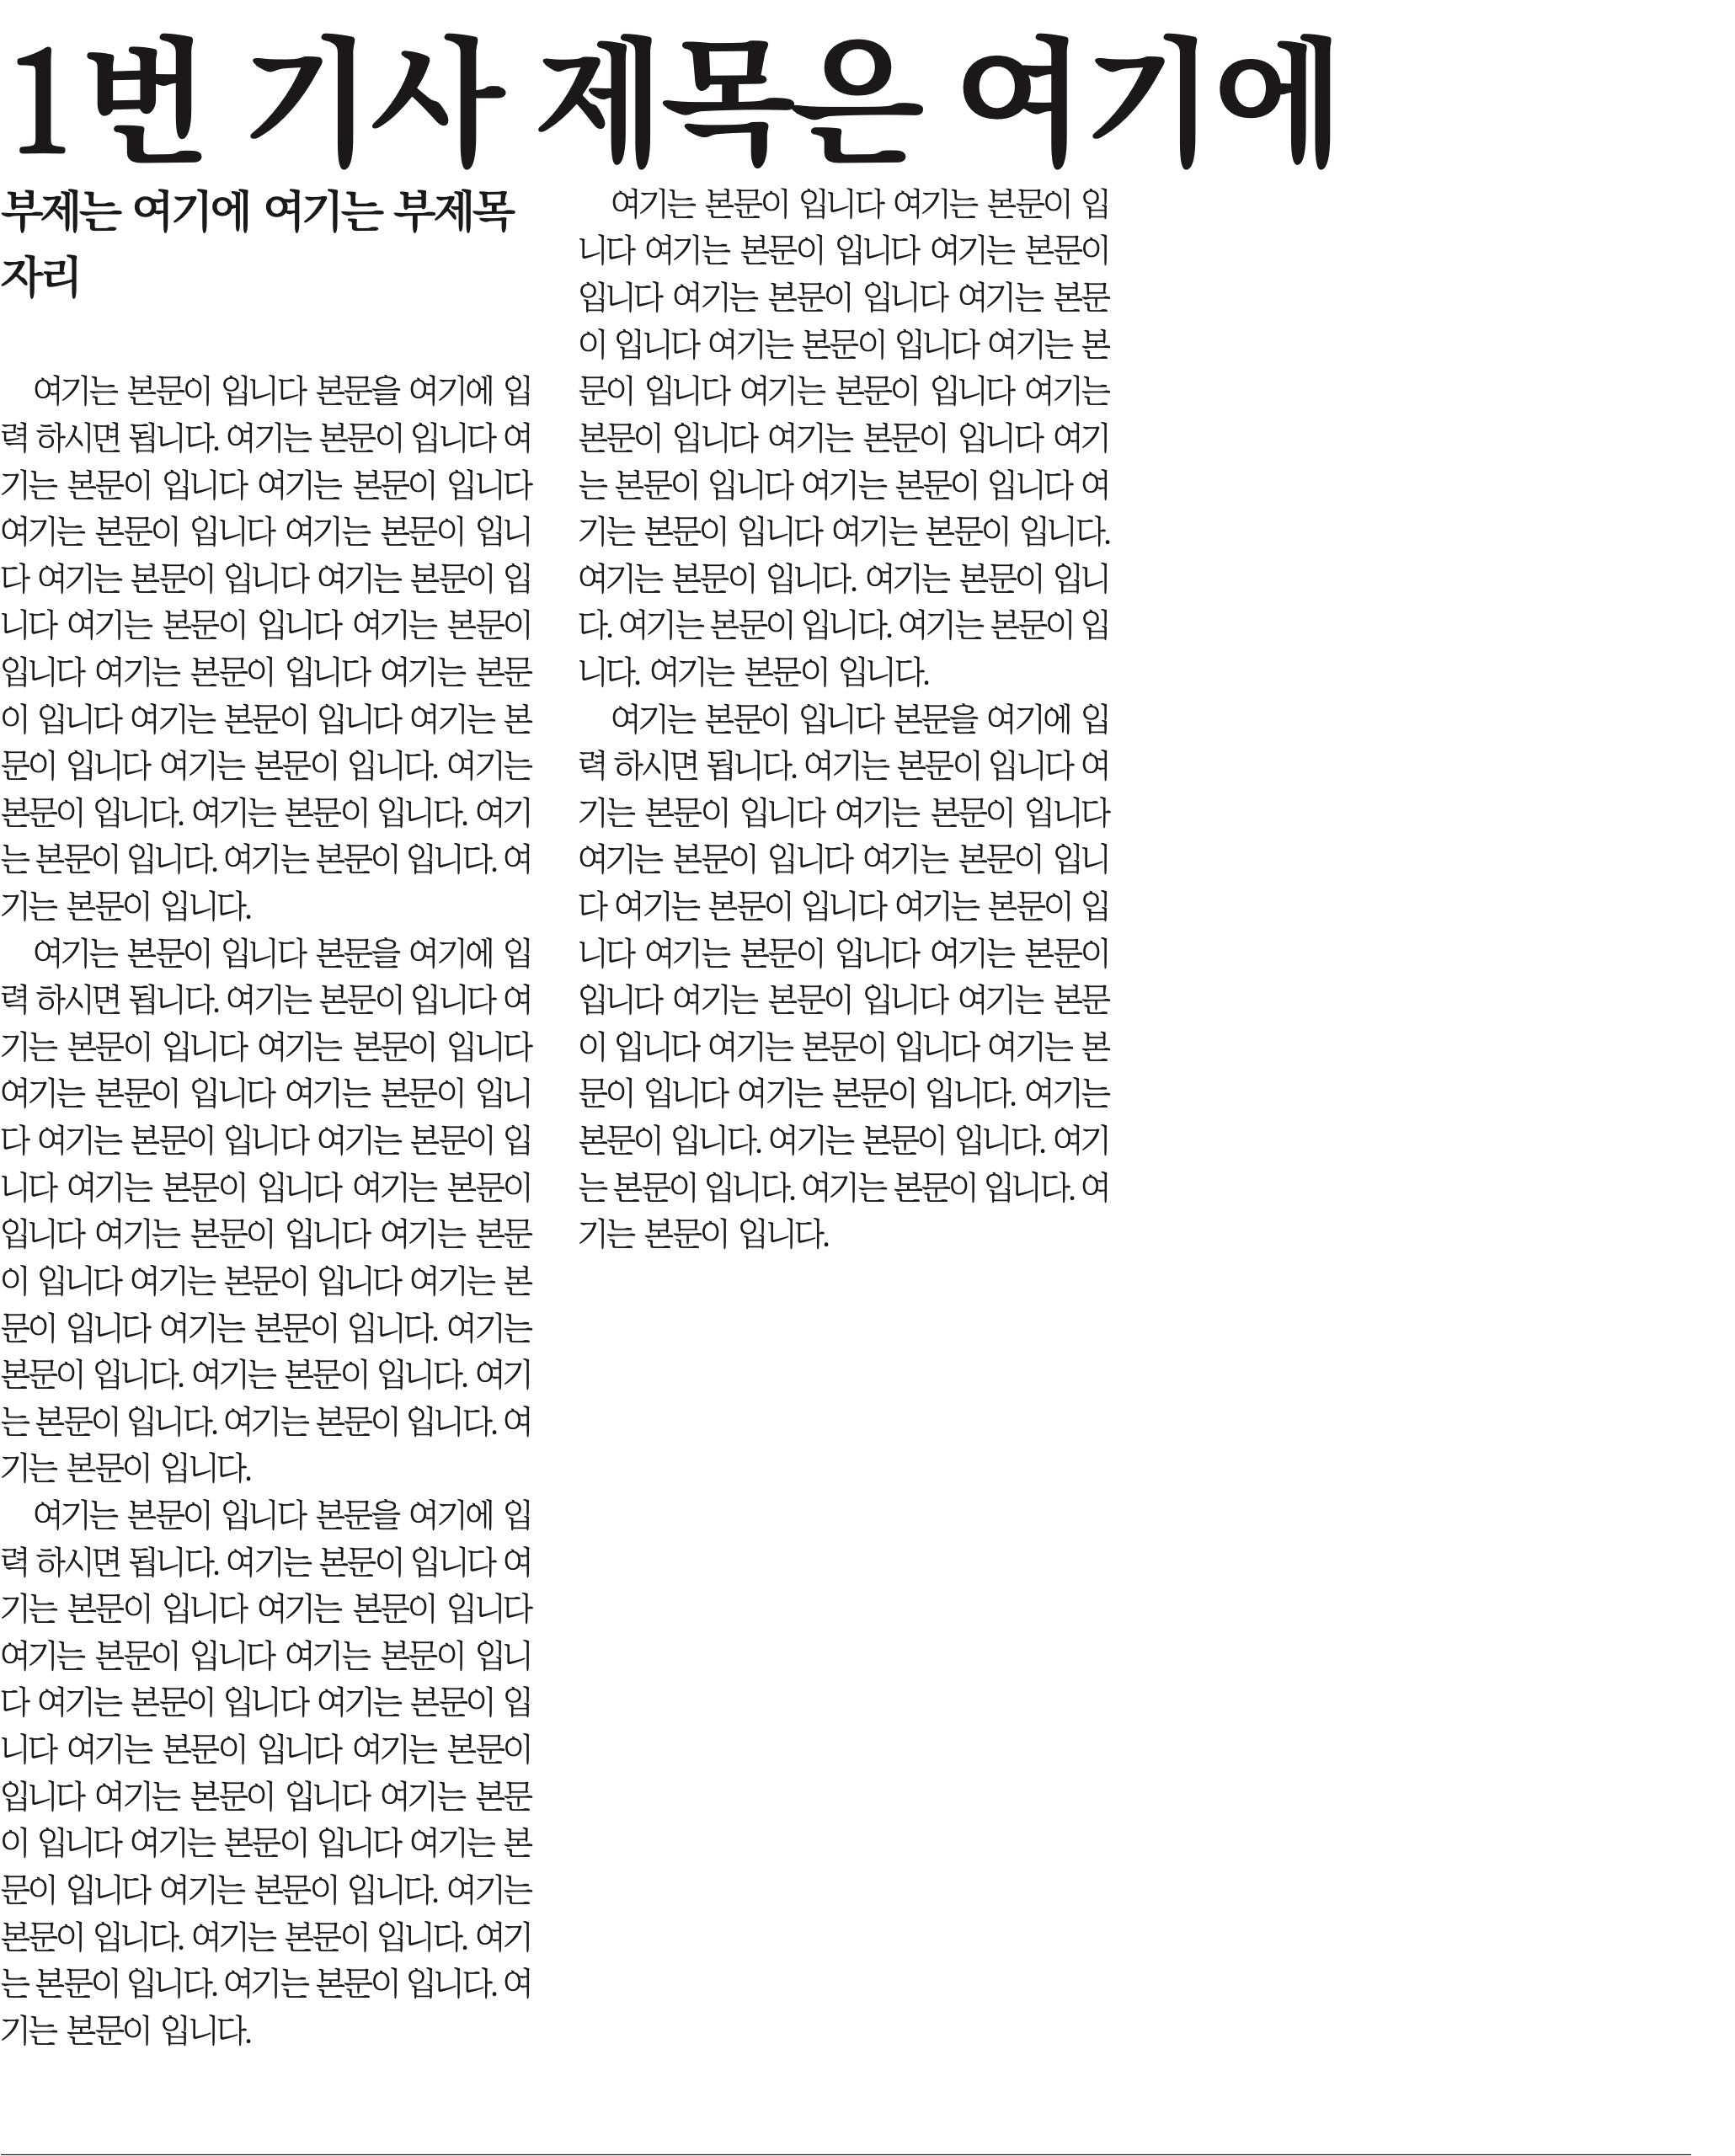 1번 기사 제목은 여기에
부제는 여기에 여기는 부제목
자리
여기는 본문이 입니다 본문을 여기에 입
력 하시면 됩니다. 여기는 본문이 입니다 여
기는 본문이 입니다 여기는 본문이 입니다
여기는 본문이 입니다 여기는 본문이 입니
다 여기는 본문이 입니다 여기는 본문이 입
니다 여기는 본문이 입니다 여기는 본문이
입니다 여기는 본문이 입니다 여기는 본문
이 입니다 여기는 본문이 입니다 여기는 본
문이 입니다 여기는 본문이 입니다. 여기는
본문이 입니다. 여기는 본문이 입니다. 여기
는 본문이 입니다. 여기는 본문이 입니다. 여
기는 본문이 입니다.
여기는 본문이 입니다 본문을 여기에 입
력 하시면 됩니다. 여기는 본문이 입니다 여
기는 본문이 입니다 여기는 본문이 입니다
여기는 본문이 입니다 여기는 본문이 입니
다 여기는 본문이 입니다 여기는 본문이 입
니다 여기는 본문이 입니다 여기는 본문이
입니다 여기는 본문이 입니다 여기는 본문
이 입니다 여기는 본문이 입니다 여기는 본
문이 입니다 여기는 본문이 입니다. 여기는
본문이 입니다. 여기는 본문이 입니다. 여기
는 본문이 입니다. 여기는 본문이 입니다. 여
기는 본문이 입니다.
여기는 본문이 입니다 본문을 여기에 입
력 하시면 됩니다. 여기는 본문이 입니다 여
기는 본문이 입니다 여기는 본문이 입니다
여기는 본문이 입니다 여기는 본문이 입니
다 여기는 본문이 입니다 여기는 본문이 입
니다 여기는 본문이 입니다 여기는 본문이
입니다 여기는 본문이 입니다 여기는 본문
이 입니다 여기는 본문이 입니다 여기는 본
문이 입니다 여기는 본문이 입니다. 여기는
본문이 입니다. 여기는 본문이 입니다. 여기
는 본문이 입니다. 여기는 본문이 입니다. 여
기는 본문이 입니다.
여기는 본문이 입니다 여기는 본문이 입
니다 여기는 본문이 입니다 여기는 본문이
입니다 여기는 본문이 입니다 여기는 본문
이 입니다 여기는 본문이 입니다 여기는 본
문이 입니다 여기는 본문이 입니다 여기는
본문이 입니다 여기는 본문이 입니다 여기
는 본문이 입니다 여기는 본문이 입니다 여
기는 본문이 입니다 여기는 본문이 입니다.
여기는 본문이 입니다. 여기는 본문이 입니
다. 여기는 본문이 입니다. 여기는 본문이 입
니다. 여기는 본문이 입니다.
여기는 본문이 입니다 본문을 여기에 입
력 하시면 됩니다. 여기는 본문이 입니다 여
기는 본문이 입니다 여기는 본문이 입니다
여기는 본문이 입니다 여기는 본문이 입니
다 여기는 본문이 입니다 여기는 본문이 입
니다 여기는 본문이 입니다 여기는 본문이
입니다 여기는 본문이 입니다 여기는 본문
이 입니다 여기는 본문이 입니다 여기는 본
문이 입니다 여기는 본문이 입니다. 여기는
본문이 입니다. 여기는 본문이 입니다. 여기
는 본문이 입니다. 여기는 본문이 입니다. 여
기는 본문이 입니다.